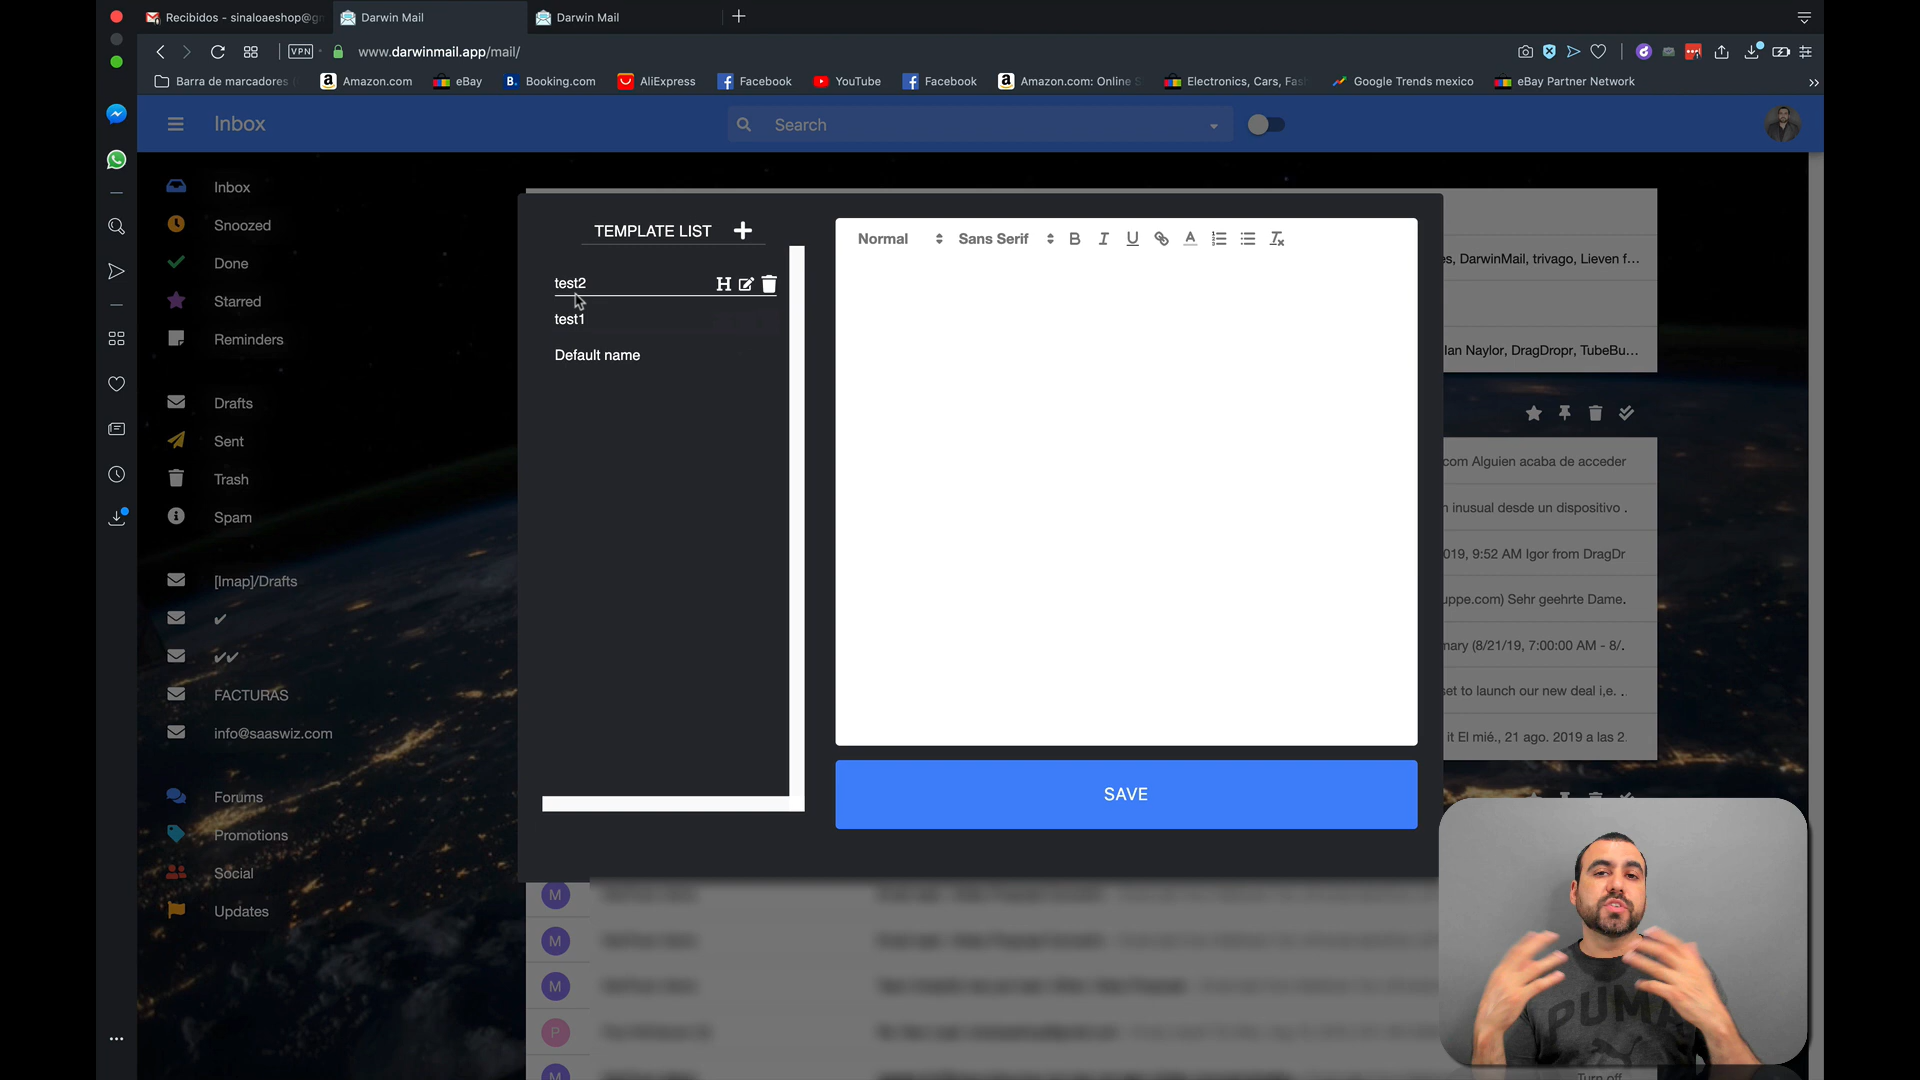 Recibidos - sinaloaeshop@g
Darwin Mail
Darwin Mail
VPN
www.darwinmail.app/mail/
Barra de marcadores
Amazon.com
eBay
B. Booking.com
AliExpress
Facebook
YouTube
Facebook
Amazon.com: Online S
Electronics, Cars, Fas
Google Trends mexico
eBay Partner Network
Inbox
Search
Inbox
Snoozed
Done
Starred
Reminders
Drafts
Sent
Trash
Spam
[Imap]/Drafts
✔
✔✔
FACTURAS
info@saaswiz.com
Forums
Promotions
Social
Updates
TEMPLATE LIST
test2
H
test1
Default name
Normal
Sans Serif
B I U A
SAVE
es, DarwinMail, trivago, Lieven f...
lan Naylor, DragDropr, TubeBu...
com Alguien acaba de acceder
n inusual desde un dispositivo .
019, 9:52 AM Igor from DragDr
uppe.com) Sehr geehrte Dame.
nary (8/21/19, 7:00:00 AM - 8/.
set to launch our new deal i,e. ..
it El mié., 21 ago. 2019 a las 2
M
M
M
P
M
PUMA
Turn off